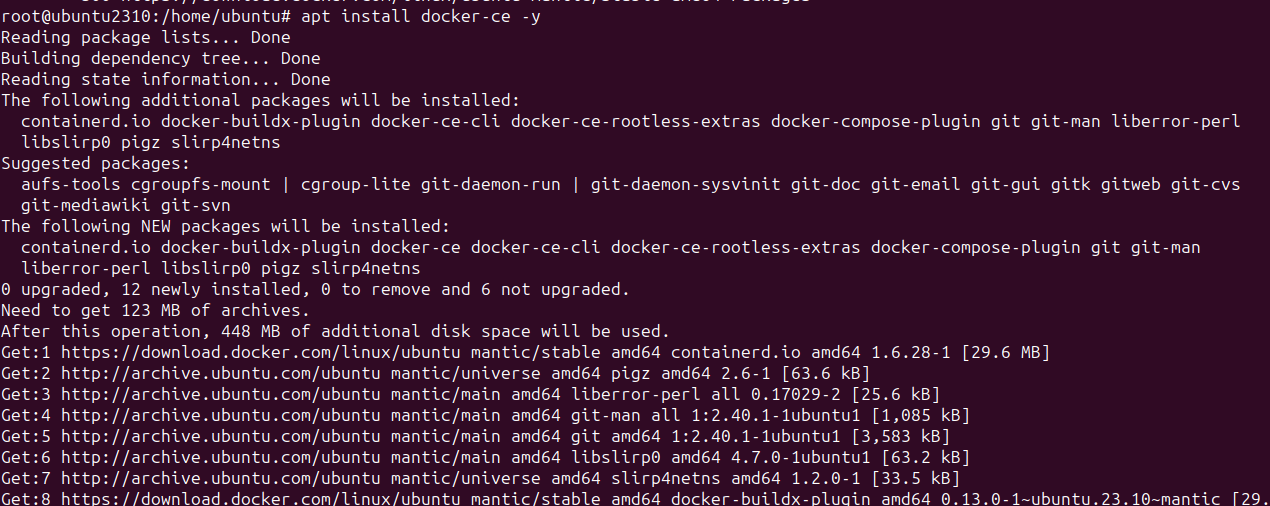 root@ubuntu2310:/home/ubuntu# apt install docker-ce -y
Reading package lists... Done
Building dependency tree... Done
Reading state information... Done
The following additional packages will be installed:
  containerd.io docker-buildx-plugin docker-ce-cli docker-ce-rootless-extras docker-compose-plugin git git-man liberror-perl
  libslirp0 pigz slirp4netns
Suggested packages:
  aufs-tools cgroupfs-mount | cgroup-lite git-daemon-run | git-daemon-sysvinit git-doc git-email git-gui gitk gitweb git-cvs
  git-mediawiki git-svn
The following NEW packages will be installed:
  containerd.io docker-buildx-plugin docker-ce docker-ce-cli docker-ce-rootless-extras docker-compose-plugin git git-man
  liberror-perl libslirp0 pigz slirp4netns
0 upgraded, 12 newly installed, 0 to remove and 6 not upgraded.
Need to get 123 MB of archives.
After this operation, 448 MB of additional disk space will be used.
Get:1 https://download.docker.com/linux/ubuntu mantic/stable amd64 containerd.io amd64 1.6.28-1 [29.6 MB]
Get:2 http://archive.ubuntu.com/ubuntu mantic/universe amd64 pigz amd64 2.6-1 [63.6 kB]
Get:3 http://archive.ubuntu.com/ubuntu mantic/main amd64 liberror-perl all 0.17029-2 [25.6 kB]
Get:4 http://archive.ubuntu.com/ubuntu mantic/main amd64 git-man all 1:2.40.1-1ubuntu1 [1,085 kB]
Get:5 http://archive.ubuntu.com/ubuntu mantic/main amd64 git amd64 1:2.40.1-1ubuntu1 [3,583 kB]
Get:6 http://archive.ubuntu.com/ubuntu mantic/main amd64 libslirp0 amd64 4.7.0-1ubuntu1 [63.2 kB]
Get:7 http://archive.ubuntu.com/ubuntu mantic/universe amd64 slirp4netns amd64 1.2.0-1 [33.5 kB]
Get:8 https://download.docker.com/linux/ubuntu mantic/stable amd64 docker-buildx-plugin amd64 0.13.0-1~ubuntu.23.10~mantic [29.